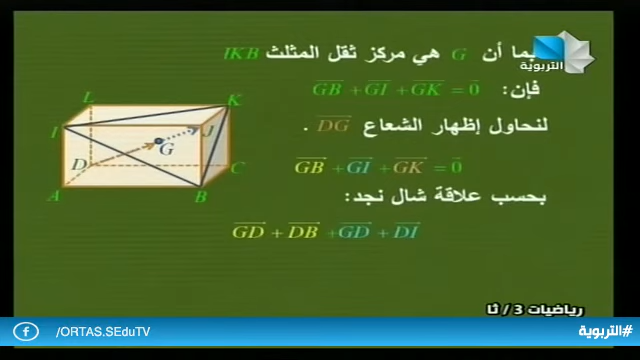 بما أن G هي مركز ثقل المثلث IKB
التربوية
فإن: GB + GI + GK = 0
لنحاول إظهار الشعاع DG .
GB + GI + GK = 0
بحسب علاقة شال نجد:
GD + DB + GD + DI
L
K
I
J
G
D
C
A
B
رياضيات 3 / ثا
/ORTAS.SEduTV
#التربوية